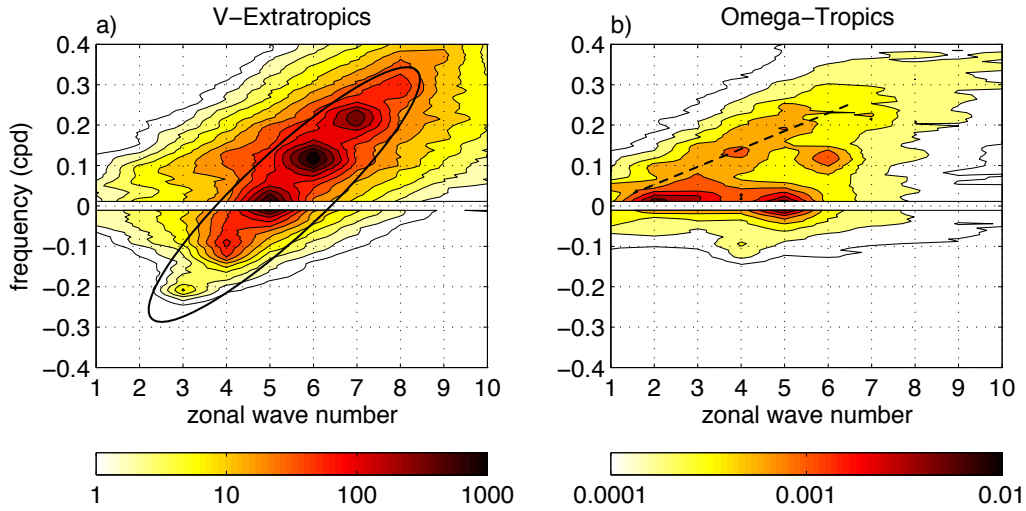 V−Extratropics
Omega−Tropics
a)
b)
0.4
0.3
0.2
0.1
0
−0.1
−0.2
−0.3
−0.4
frequency (cpd)
1 2 3 4 5 6 7 8 9 10
zonal wave number
0.4
0.3
0.2
0.1
0
−0.1
−0.2
−0.3
−0.4
1 2 3 4 5 6 7 8 9 10
zonal wave number
1 10 100 1000
0.0001 0.001 0.01